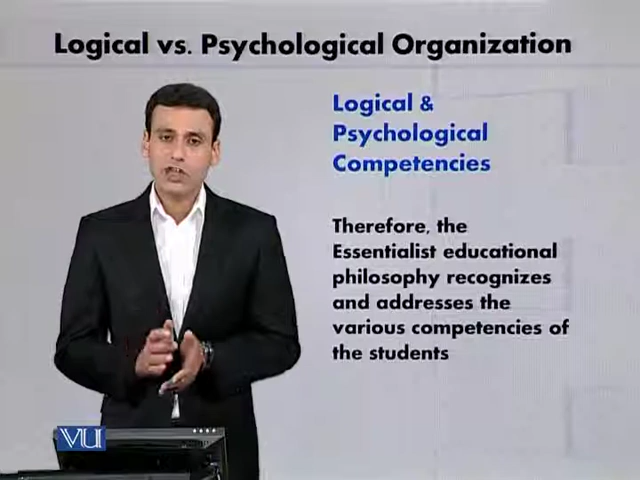 Logical vs. Psychological Organization
Logical &
Psychological
Competencies
Therefore, the
Essentialist educational
philosophy recognizes
and addresses the
various competencies of
the students
VU